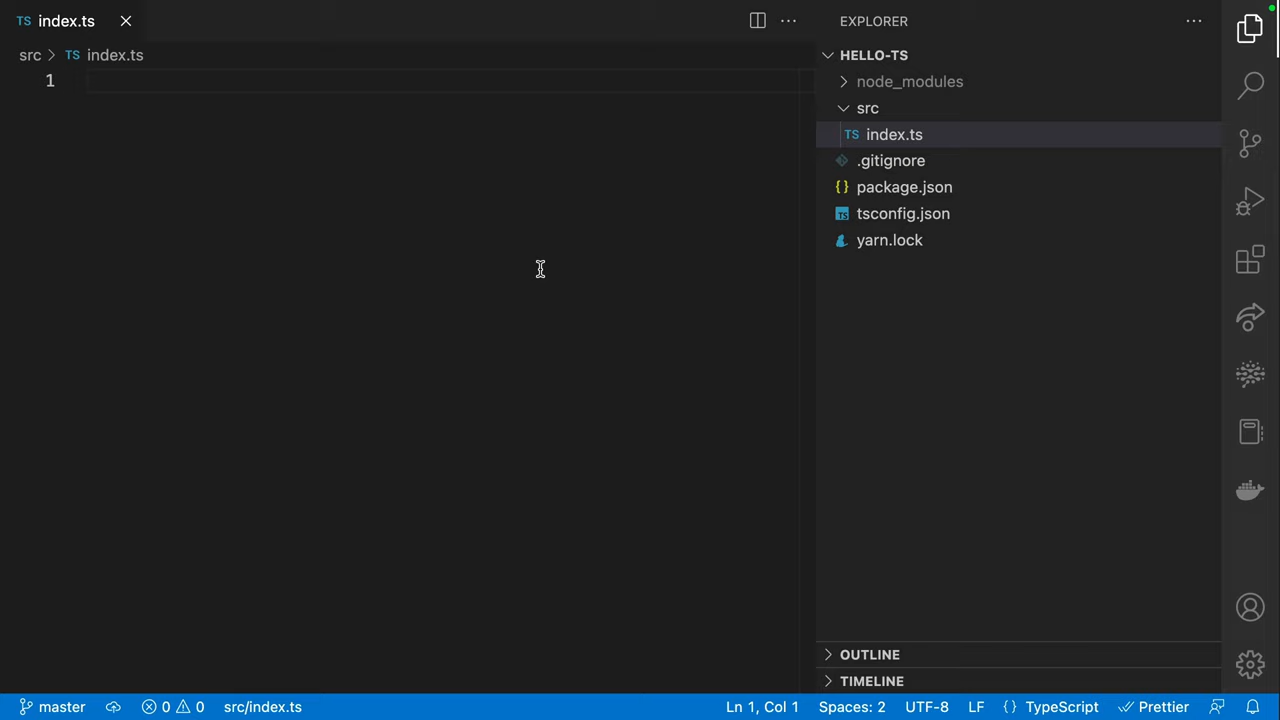 TS index.ts
src > TS index.ts
1
EXPLORER
HELLO-TS
node_modules
src
TS index.ts
.gitignore
{} package.json
TS tsconfig.json
yarn.lock
OUTLINE
TIMELINE
master 0 0 src/index.ts Ln 1, Col 1 Spaces: 2 UTF-8 LF {} TypeScript Prettier